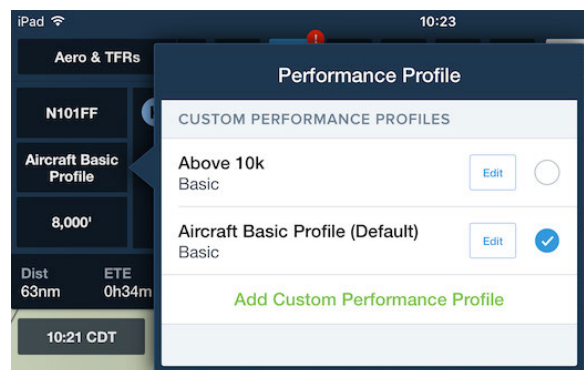 iPad 10:23
Aero & TFRs
Performance Profile
N101FF
CUSTOM PERFORMANCE PROFILES
Aircraft Basic
Profile
Above 10k
Basic
Edit
8,000'
Aircraft Basic Profile (Default)
Basic
Edit
Dist ETE
63nm 0h34m
Add Custom Performance Profile
10:21 CDT